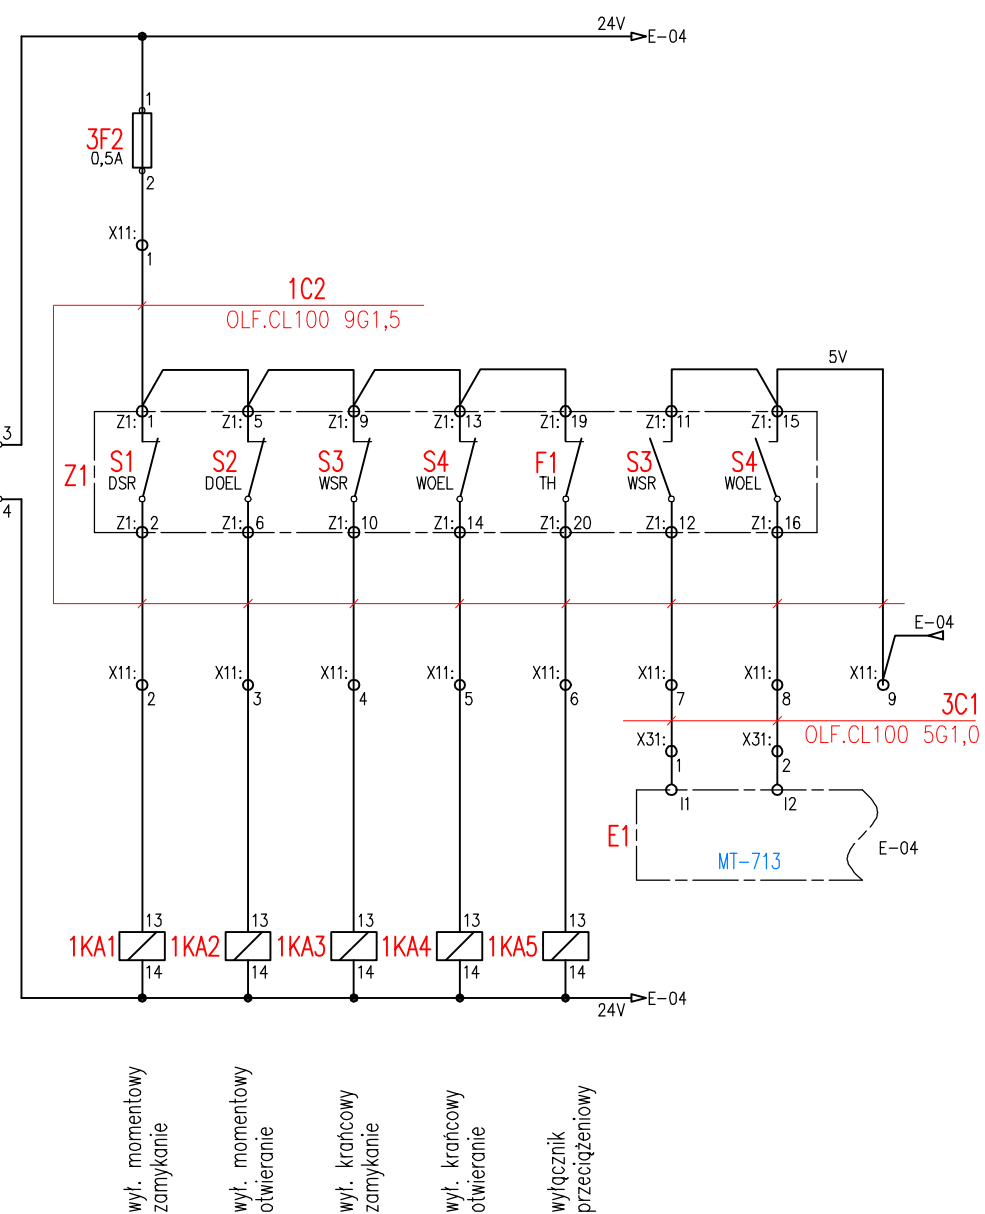 24V
E-04
1
3F2
0,5A
2
X11:
1
1C2
OLF.CL100 9G1,5
5V
Z1: 1
Z1: 5
Z1: 9
Z1: 13
Z1: 19
Z1: 11
Z1: 15
3
4
Z1
S1
DSR
S2
DOEL
S3
WSR
S4
WOEL
F1
TH
S3
WSR
S4
WOEL
Z1: 2
Z1: 6
Z1: 10
Z1: 14
Z1: 20
Z1: 12
Z1: 16
E-04
X11:
2
X11:
3
X11:
4
X11:
5
X11:
6
X11:
7
X11:
8
X11:
9
3C1
OLF.CL100 5G1,0
X31:
1
X31:
2
I1
I2
E1
MT-713
E-04
13
1KA1
14
13
1KA2
14
13
1KA3
14
13
1KA4
14
13
1KA5
14
24V
E-04
wył. momentowy
zamykanie
wył. momentowy
otwieranie
wył. krańcowy
zamykanie
wył. krańcowy
otwieranie
wyłącznik
przeciążeniowy